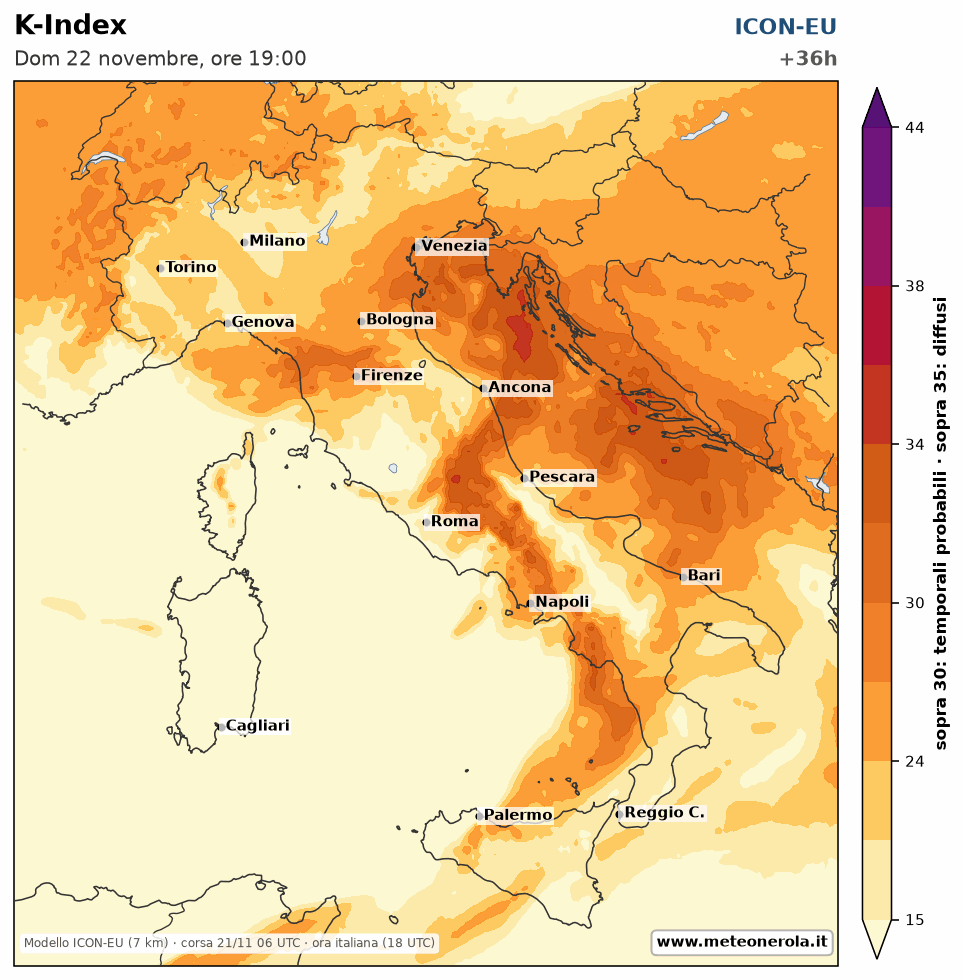 K-Index
ICON-EU
Dom 22 novembre, ore 19:00
+36h
Milano
Venezia
Torino
Genova
Bologna
Firenze
Ancona
Pescara
Roma
Bari
Napoli
Cagliari
Palermo
Reggio C.
44
38
34
30
24
15
sopra 30: temporali probabili · sopra 35: diffusi
Modello ICON-EU (7 km) · corsa 21/11 06 UTC · ora italiana (18 UTC)
www.meteonerola.it